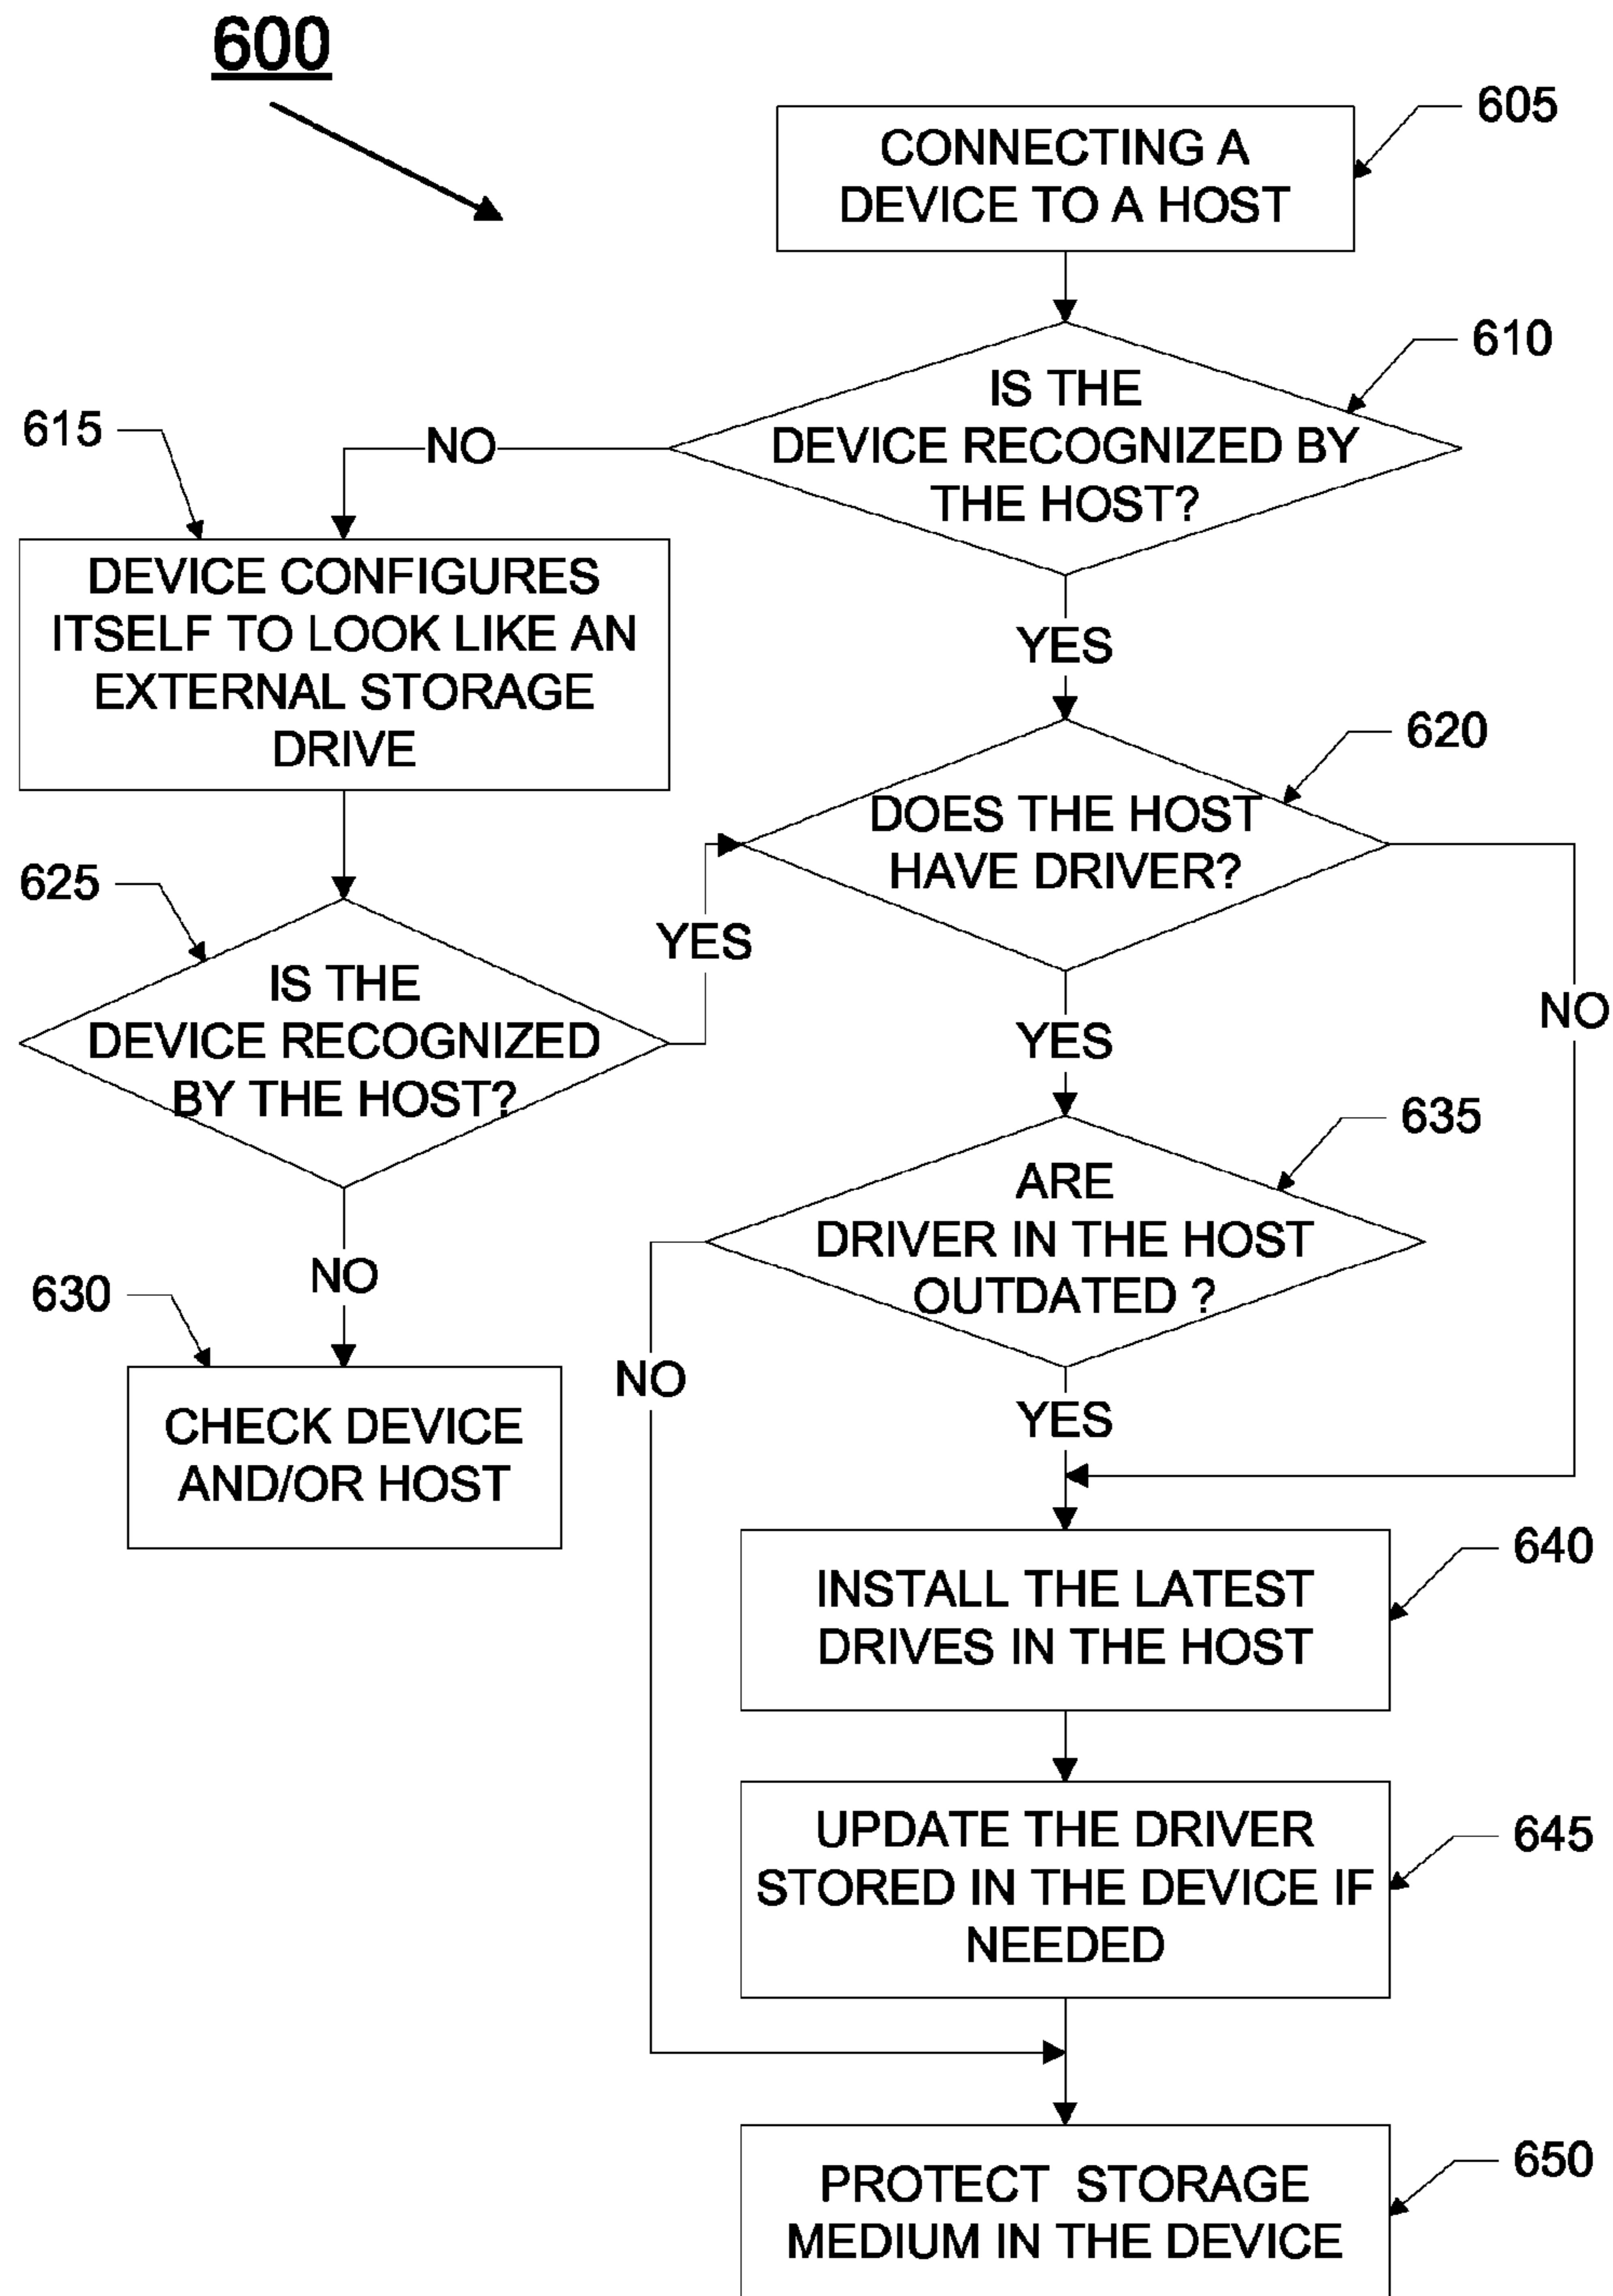 600
605
CONNECTING A
DEVICE TO A HOST
610
IS THE
DEVICE RECOGNIZED BY
THE HOST?
NO
615
DEVICE CONFIGURES
ITSELF TO LOOK LIKE AN
EXTERNAL STORAGE
DRIVE
YES
620
DOES THE HOST
HAVE DRIVER?
625
YES
IS THE
DEVICE RECOGNIZED
BY THE HOST?
NO
YES
635
ARE
DRIVER IN THE HOST
OUTDATED ?
NO
630
CHECK DEVICE
AND/OR HOST
NO
YES
640
INSTALL THE LATEST
DRIVES IN THE HOST
645
UPDATE THE DRIVER
STORED IN THE DEVICE IF
NEEDED
650
PROTECT STORAGE
MEDIUM IN THE DEVICE